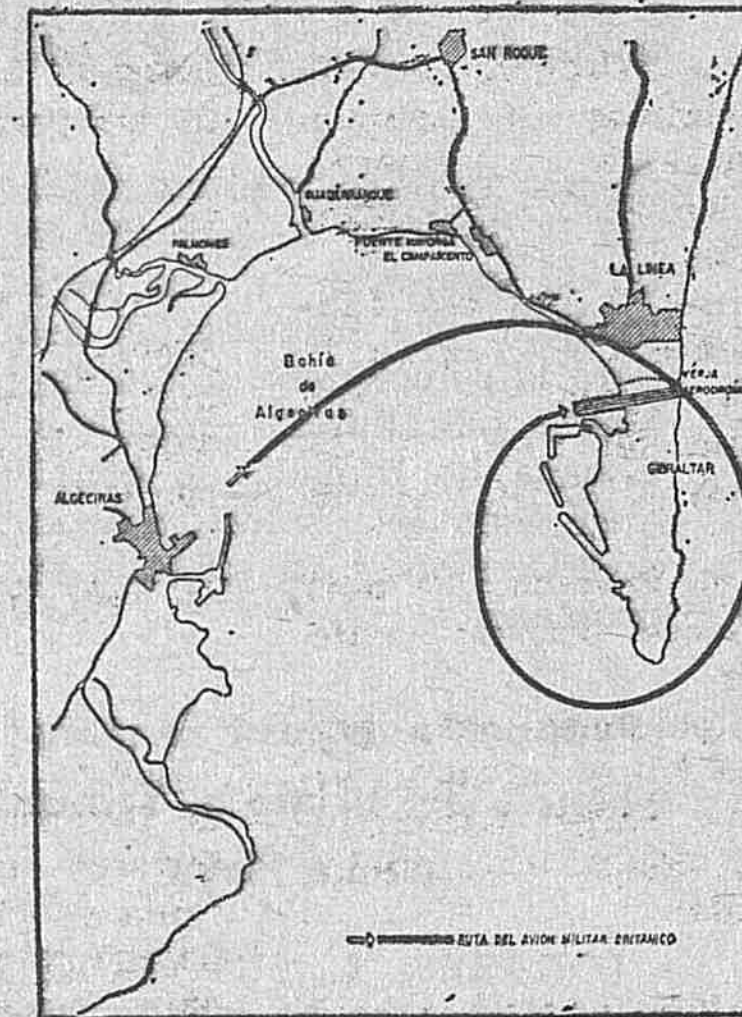 SAN ROQUE
GUADARRANQUE
PALMONES
PUENTE MAYORGA
EL CAMPAMENTO
LA LINEA
Bahía
de
Algeciras
VERJA
AERODROMO
GIBRALTAR
ALGECIRAS
RUTA DEL AVION MILITAR BRITANICO